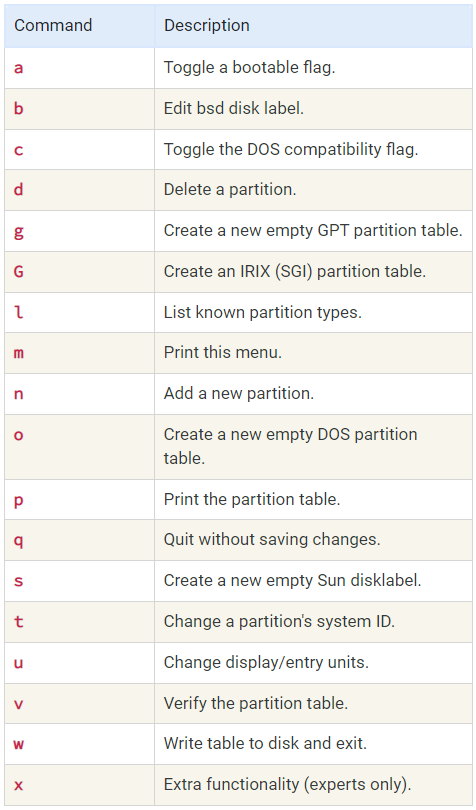 Command Description
a Toggle a bootable flag.
b Edit bsd disk label.
c Toggle the DOS compatibility flag.
d Delete a partition.
g Create a new empty GPT partition table.
G Create an IRIX (SGI) partition table.
l List known partition types.
m Print this menu.
n Add a new partition.
o Create a new empty DOS partition
table.
p Print the partition table.
q Quit without saving changes.
s Create a new empty Sun disklabel.
t Change a partition's system ID.
u Change display/entry units.
v Verify the partition table.
w Write table to disk and exit.
x Extra functionality (experts only).